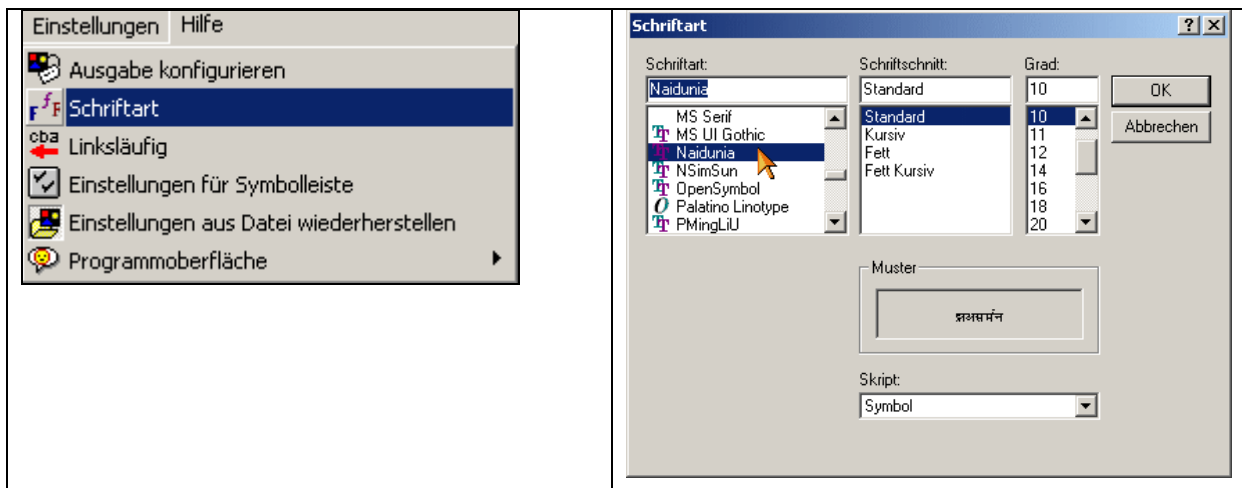 Einstellungen Hilfe
Ausgabe konfigurieren
Schriftart
Linksläufig
Einstellungen für Symbolleiste
Einstellungen aus Datei wiederherstellen
Programmoberfläche
Schriftart
Schriftart: Schriftschnitt: Grad:
Naidunia Standard 10 OK
MS Serif Standard 10 Abbrechen
MS UI Gothic Kursiv 11
Naidunia Fett 12
NSimSun Fett Kursiv 14
OpenSymbol 16
Palatino Linotype 18
PMingLiU 20
Muster
Skript:
Symbol